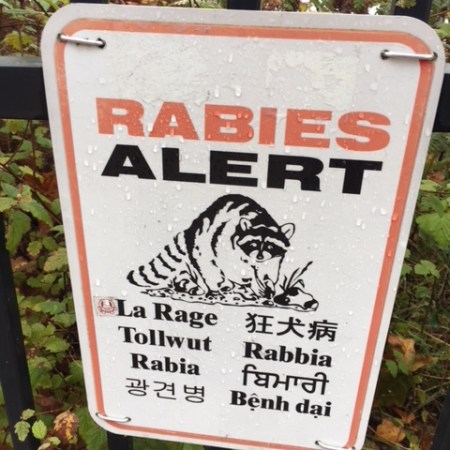 RABIES
ALERT
La Rage
Tollwut
Rabia
광견병
狂犬病
Rabbia
ਬਿਮਾਰੀ
Bệnh dại